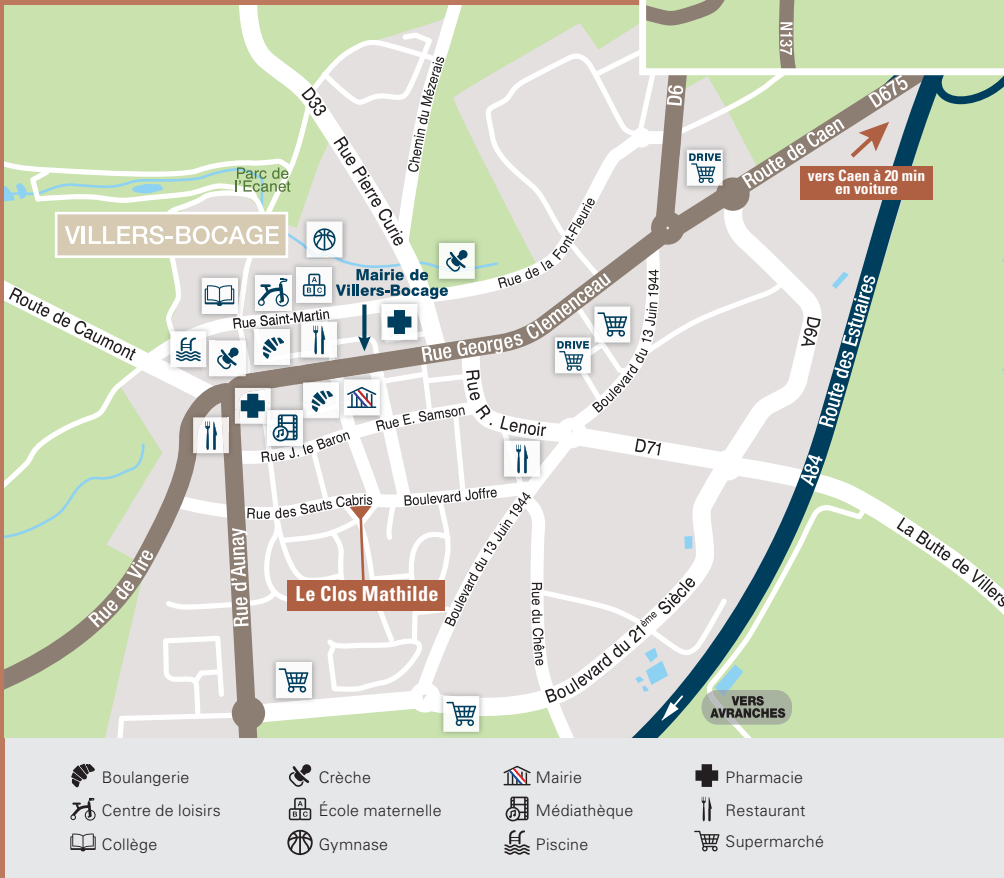 N137
D675
D6
D33
Chemin du Mézerais
Rue Pierre Curie
DRIVE
Route de Caen
vers Caen à 20 min
en voiture
Parc de
l'Ecanet
VILLERS-BOCAGE
Rue de la Font-Fleurie
A
B C
Mairie de
Villers-Bocage
Route de Caumont
Rue Saint-Martin
Rue Georges Clemenceau
DRIVE
Boulevard du 13 Juin 1944
D6A
Route des Estuaires
A84
Rue R. Lenoir
D71
Rue E. Samson
Rue J. le Baron
Rue des Sauts Cabris
Boulevard Joffre
Boulevard du 13 Juin 1944
La Butte de Villers
Rue de Vire
Rue d'Aunay
Le Clos Mathilde
Rue du Chêne
Boulevard du 21ème Siècle
VERS
AVRANCHES
Boulangerie
Crèche
Mairie
Pharmacie
Centre de loisirs
A
B C
École maternelle
Médiathèque
Restaurant
Collège
Gymnase
Piscine
Supermarché